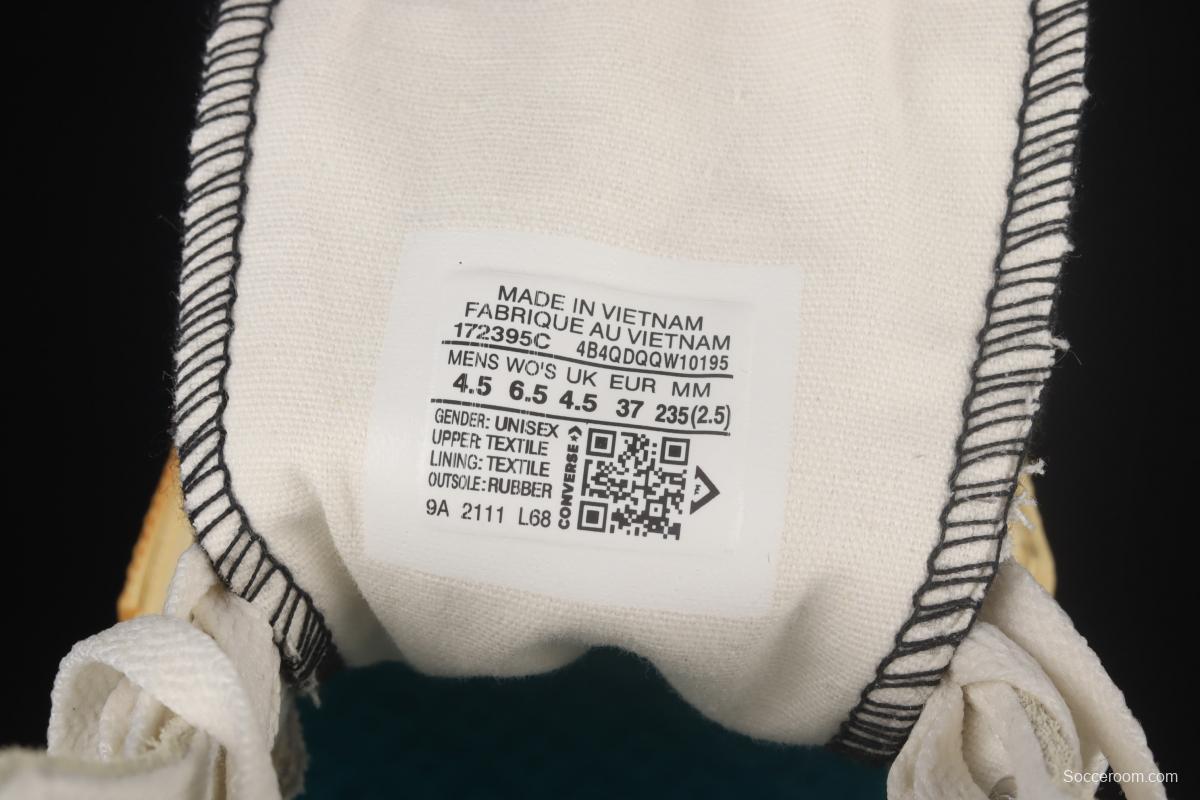 MADE IN VIETNAM
FABRIQUE AU VIETNAM
172395C 4B4QDQQW10195
MENS WO'S UK EUR MM
4.5 6.5 4.5 37 235(2.5)
GENDER: UNISEX
UPPER: TEXTILE
LINING: TEXTILE
OUTSOLE: RUBBER
9A 2111 L68
CONVERSE
Socceroom.com